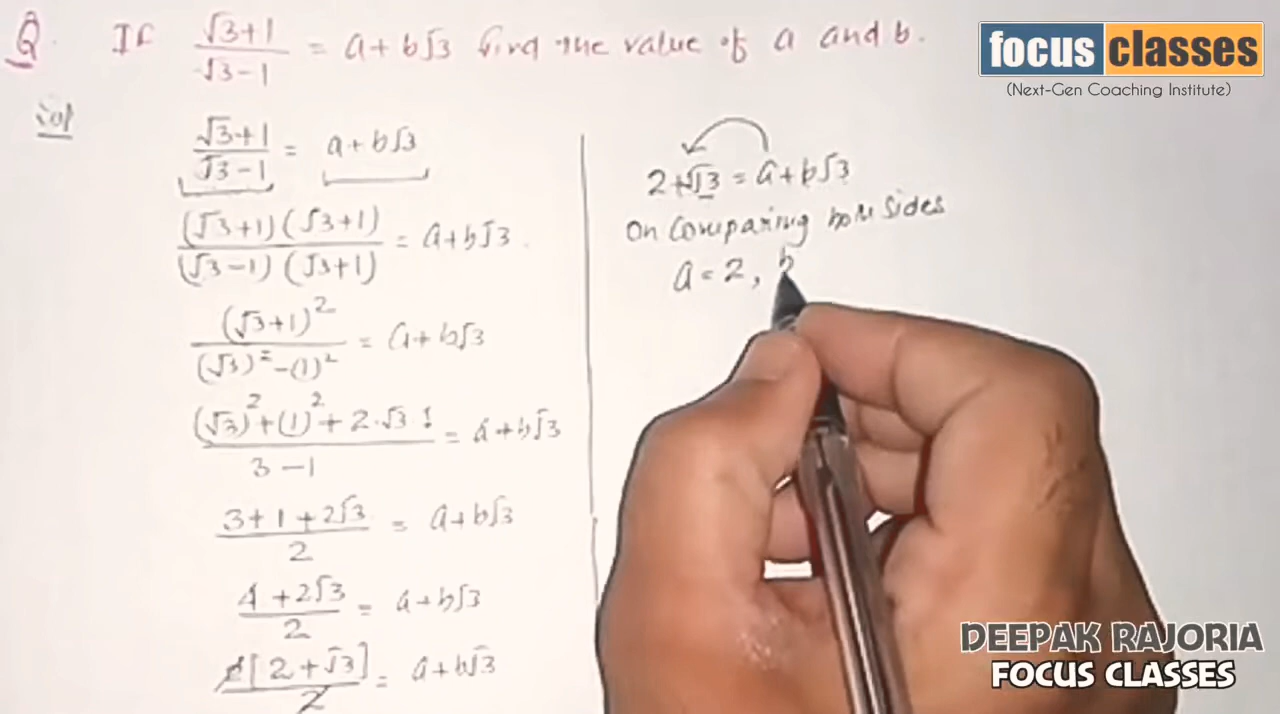 Q. If (√3+1)/(√3-1) = a+b√3 find the value of a and b.
Sol
(√3+1)/(√3-1) = a+b√3
(√3+1)(√3+1)/(√3-1)(√3+1) = a+b√3
(√3+1)²/(√3)²-(1)² = a+b√3
(√3)²+(1)²+2·√3·1/3-1 = a+b√3
3+1+2√3/2 = a+b√3
4+2√3/2 = a+b√3
2[2+√3]/2 = a+b√3
2+√3 = a+b√3
On comparing both sides
a=2, b
focus classes
(Next-Gen Coaching Institute)
DEEPAK RAJORIA
FOCUS CLASSES